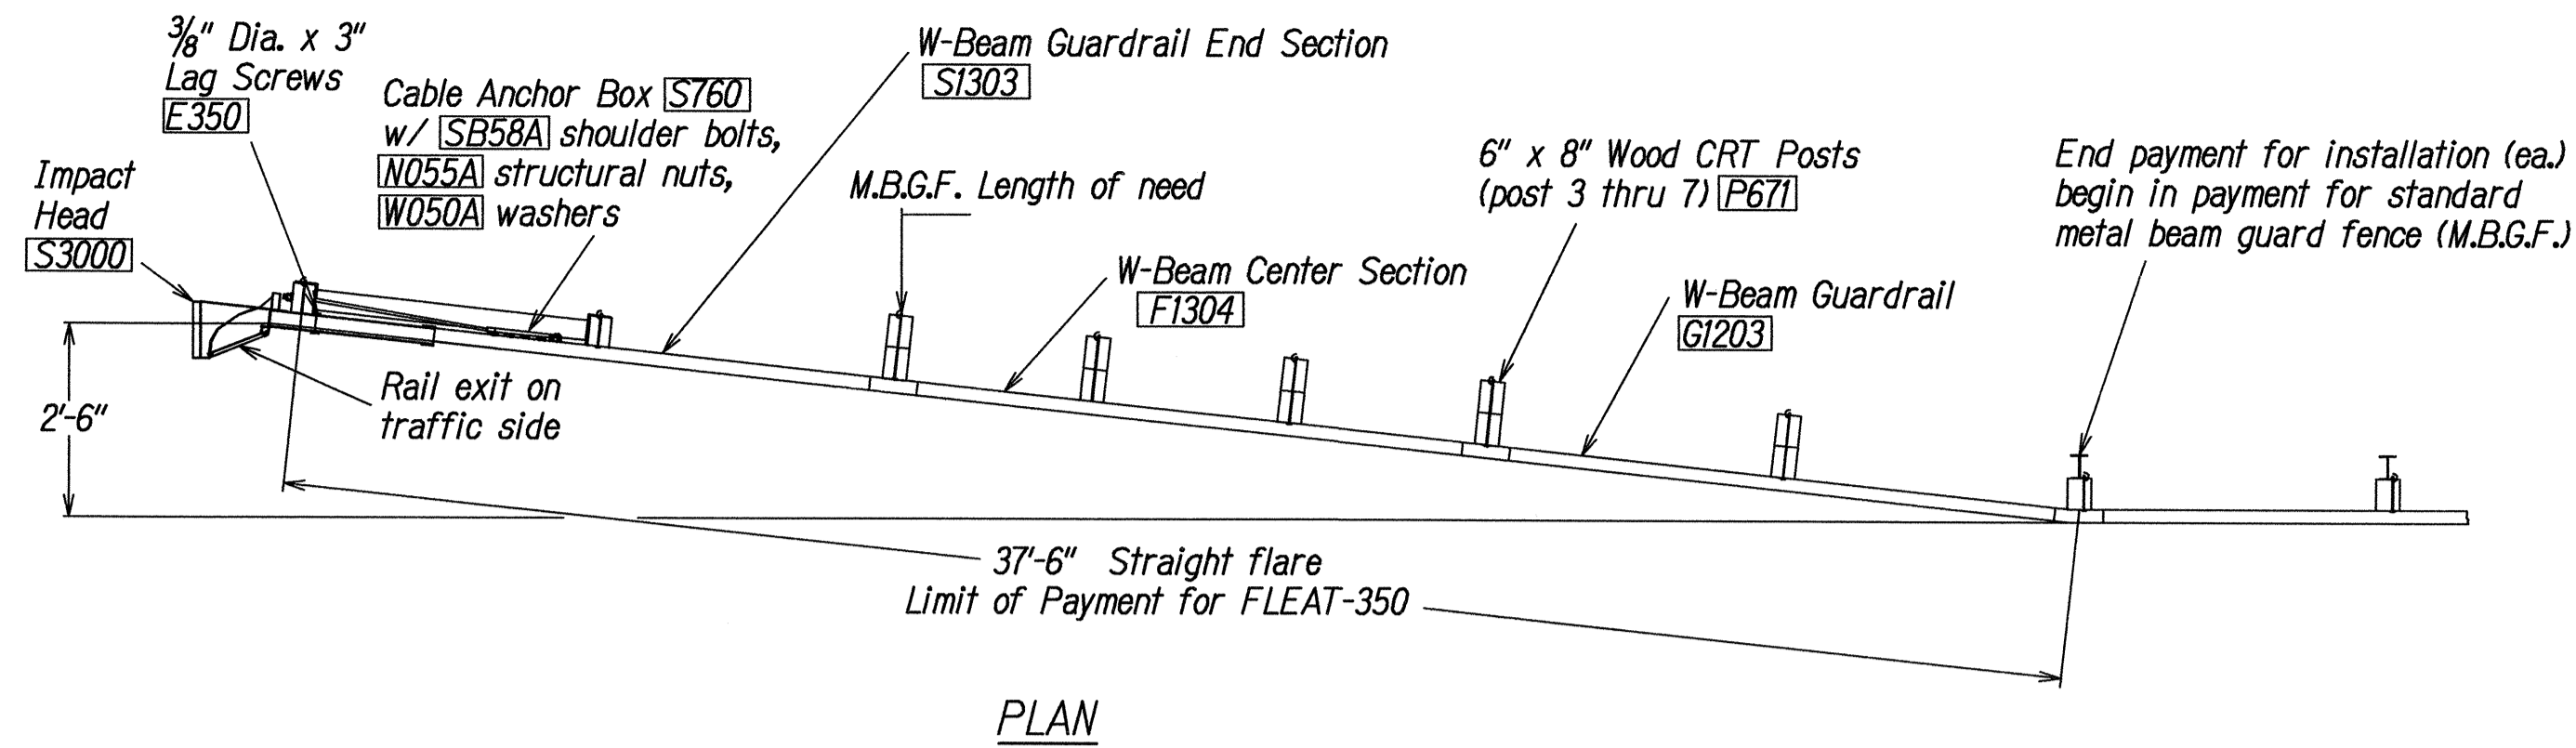 3/8" Dia. x 3"
Lag Screws
E350
Cable Anchor Box S760
w/ SB58A shoulder bolts,
N055A structural nuts,
W050A washers
W-Beam Guardrail End Section
S1303
Impact
Head
S3000
M.B.G.F. Length of need
6" x 8" Wood CRT Posts
(post 3 thru 7) P671
End payment for installation (ea.)
begin in payment for standard
metal beam guard fence (M.B.G.F.)
W-Beam Center Section
F1304
W-Beam Guardrail
G1203
Rail exit on
traffic side
2'-6"
37'-6" Straight flare
Limit of Payment for FLEAT-350
PLAN